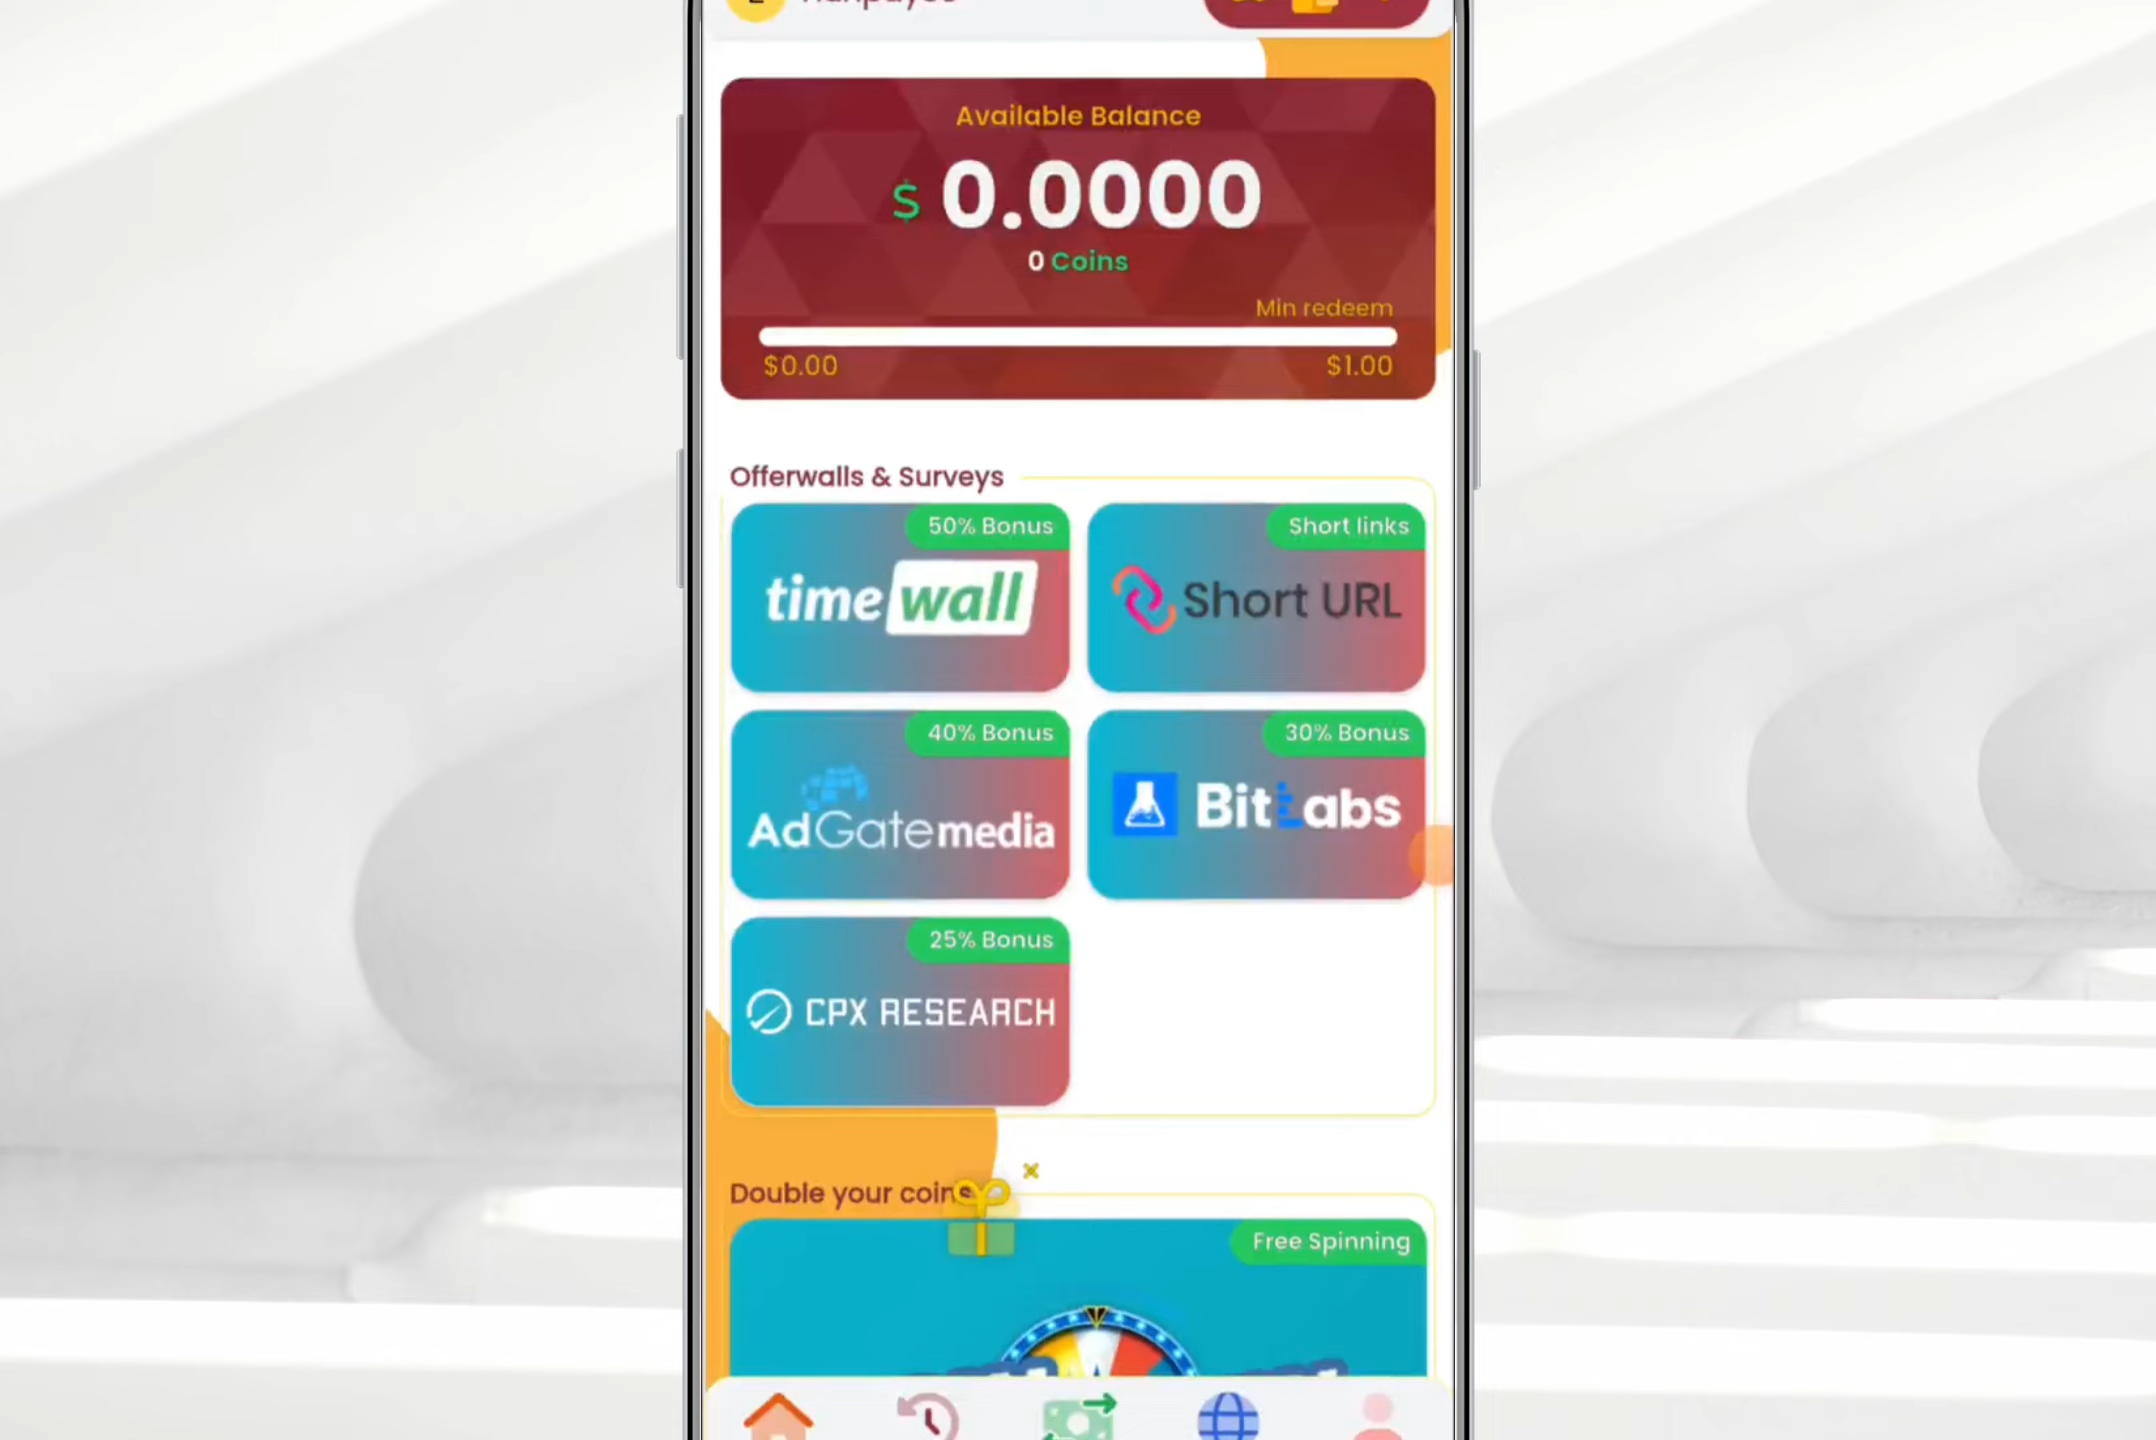 Available Balance
$ 0.0000
0 Coins
Min redeem
$0.00 $1.00
Offerwalls & Surveys
50% Bonus
timewall
Short links
Short URL
40% Bonus
AdGatemedia
30% Bonus
BitLabs
25% Bonus
CPX RESEARCH
Double your coins
Free Spinning